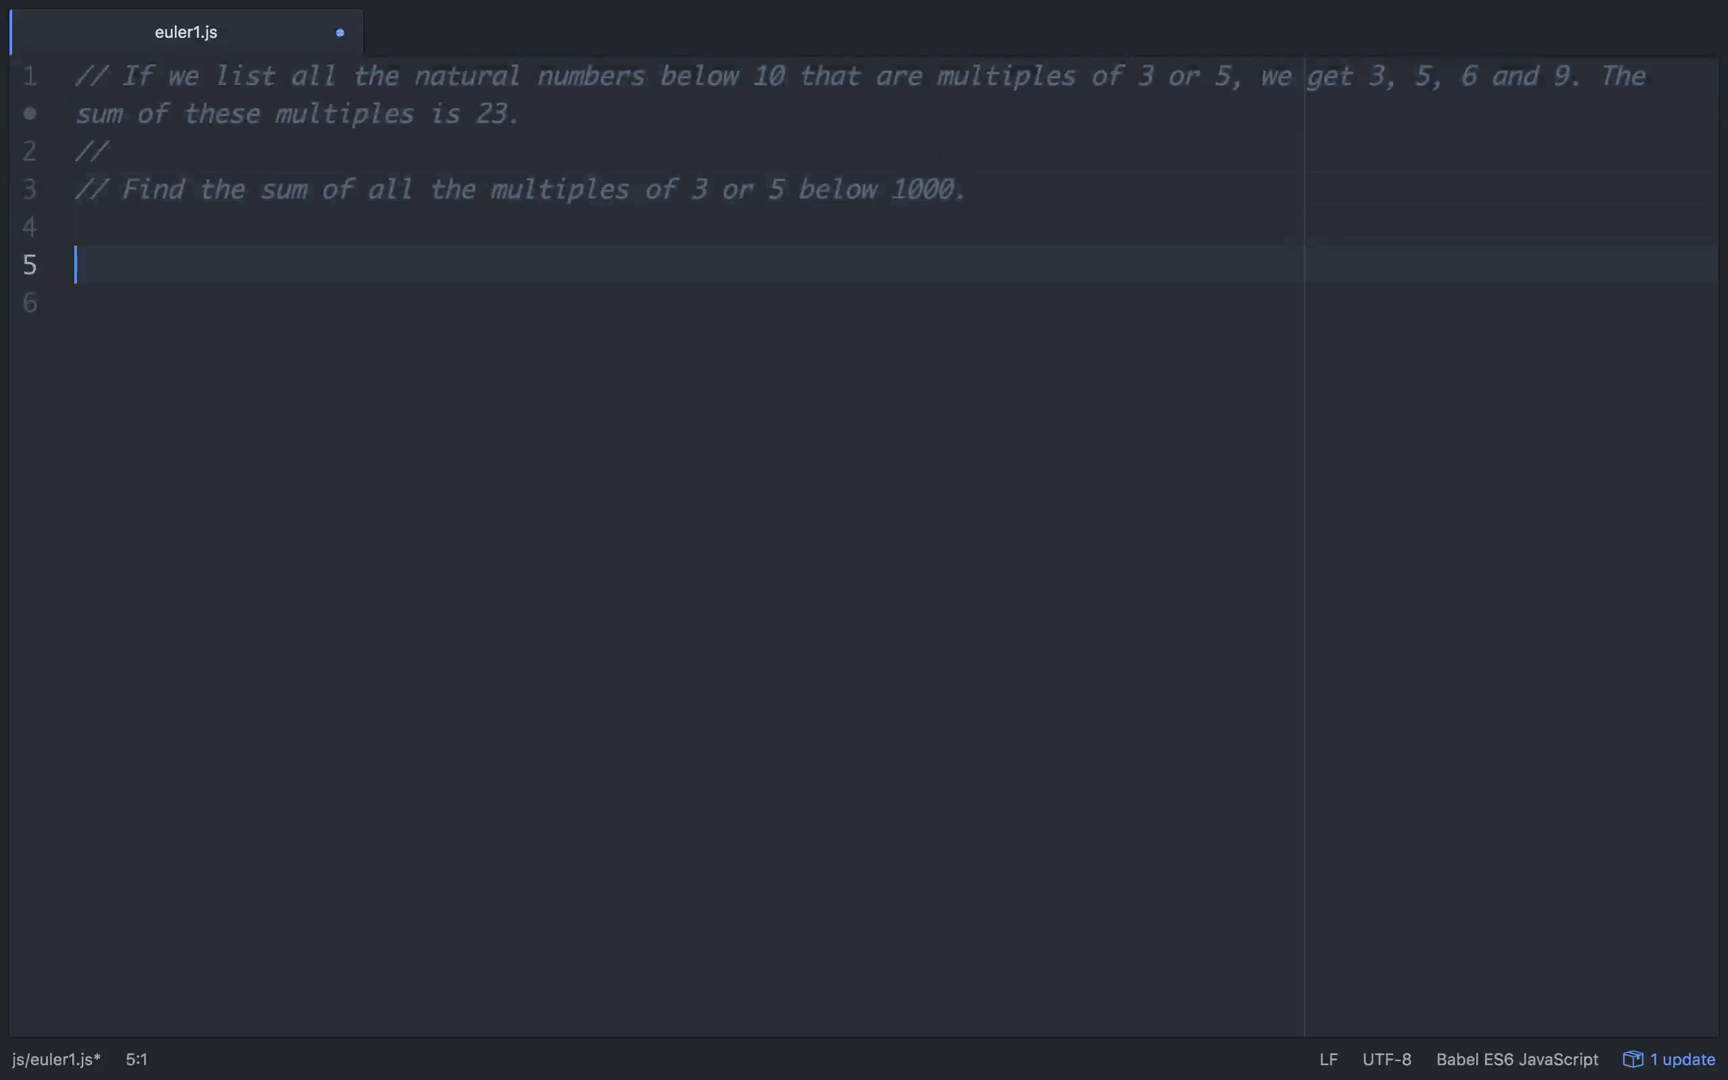 euler1.js
1 // If we list all the natural numbers below 10 that are multiples of 3 or 5, we get 3, 5, 6 and 9. The
sum of these multiples is 23.
2 //
3 // Find the sum of all the multiples of 3 or 5 below 1000.
4
5
6
js/euler1.js* 5:1 LF UTF-8 Babel ES6 JavaScript 1 update